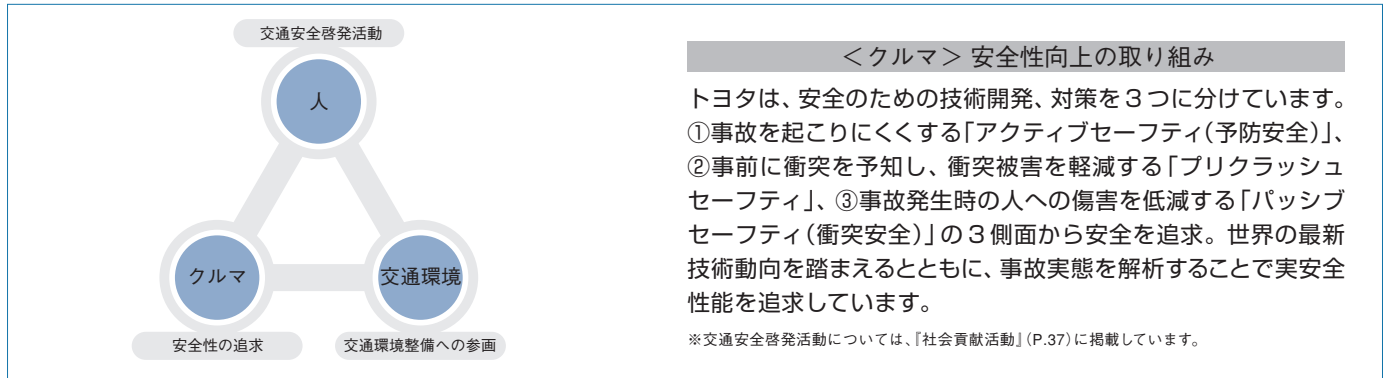 交通安全啓発活動
人
クルマ
交通環境
安全性の追求
交通環境整備への参画
＜クルマ＞ 安全性向上の取り組み
トヨタは、安全のための技術開発、対策を3つに分けています。
①事故を起こりにくくする「アクティブセーフティ（予防安全）」、
②事前に衝突を予知し、衝突被害を軽減する「プリクラッシュ
セーフティ」、③事故発生時の人への傷害を低減する「パッシブ
セーフティ（衝突安全）」の3側面から安全を追求。世界の最新
技術動向を踏まえるとともに、事故実態を解析することで実安全
性能を追求しています。
※交通安全啓発活動については、『社会貢献活動』（P.37）に掲載しています。